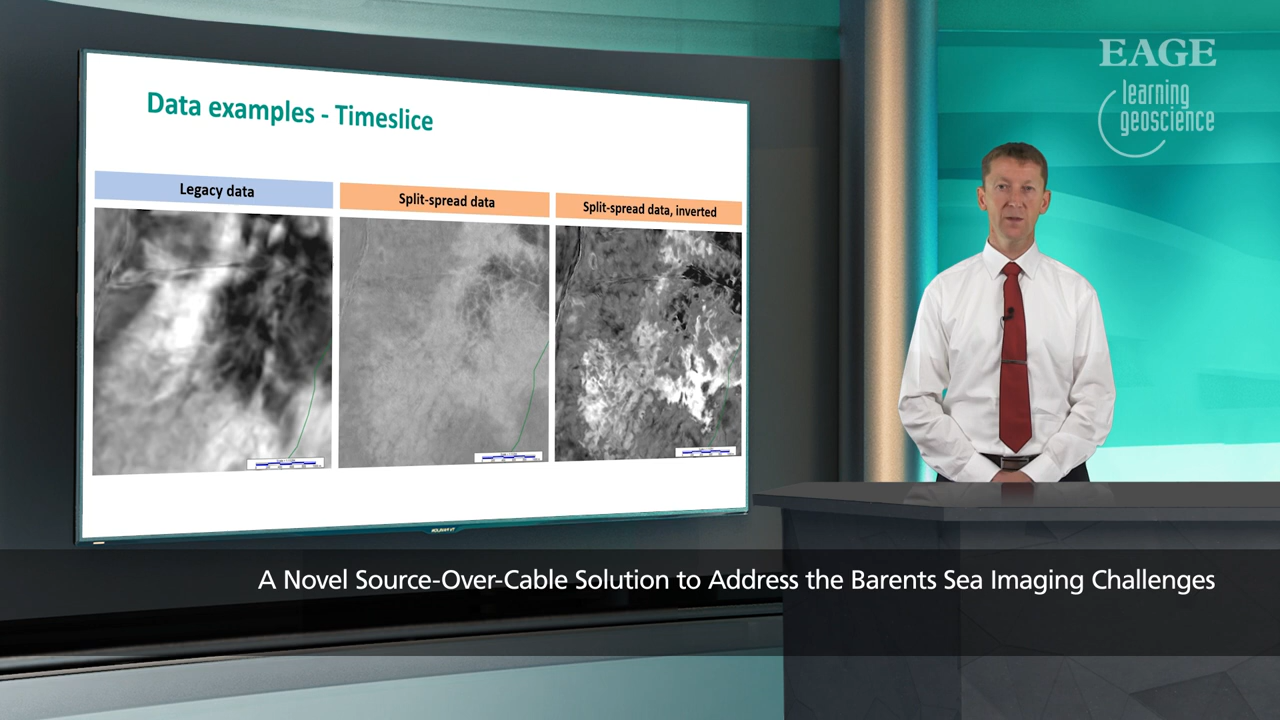 EAGE
learning
geoscience
Data examples - Timeslice
Legacy data
Split-spread data
Split-spread data, inverted
A Novel Source-Over-Cable Solution to Address the Barents Sea Imaging Challenges